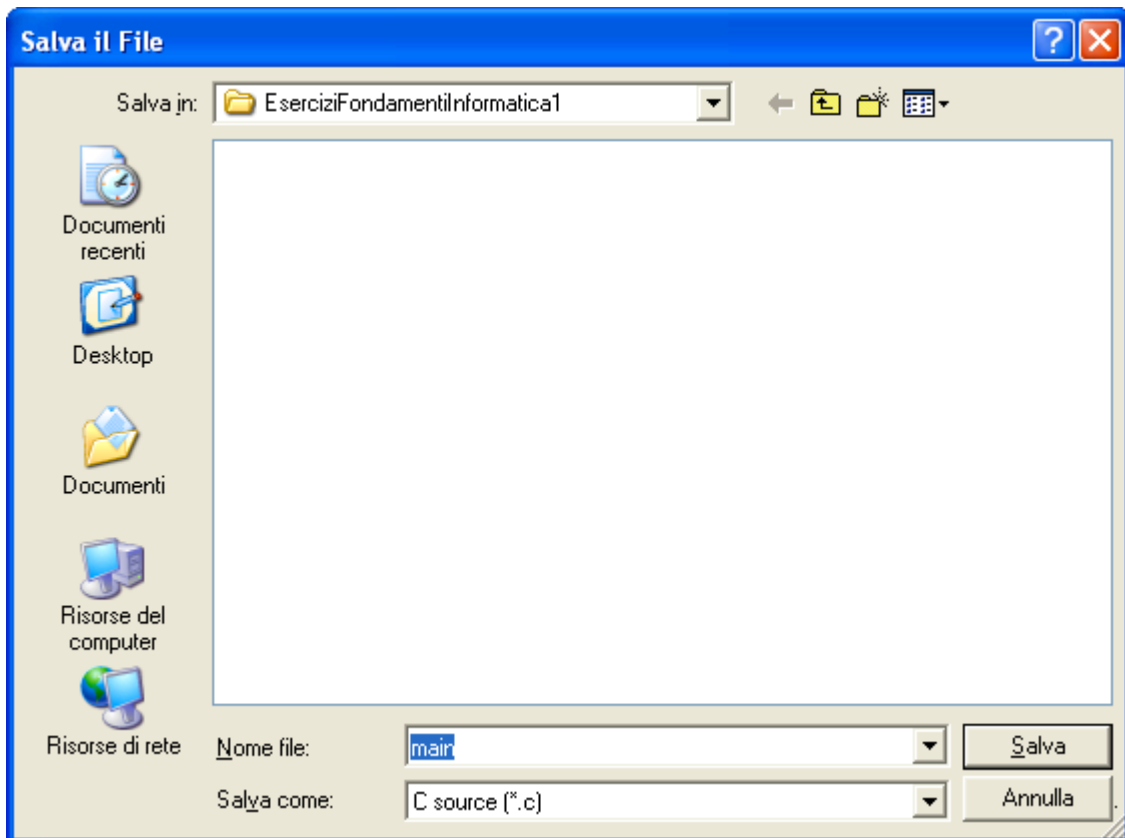 Salva il File
Salva in:
EserciziFondamentiInformatica1
Documenti
recenti
Desktop
Documenti
Risorse del
computer
Risorse di rete
Nome file:
main
Salva
Salva come:
C source (*.c)
Annulla